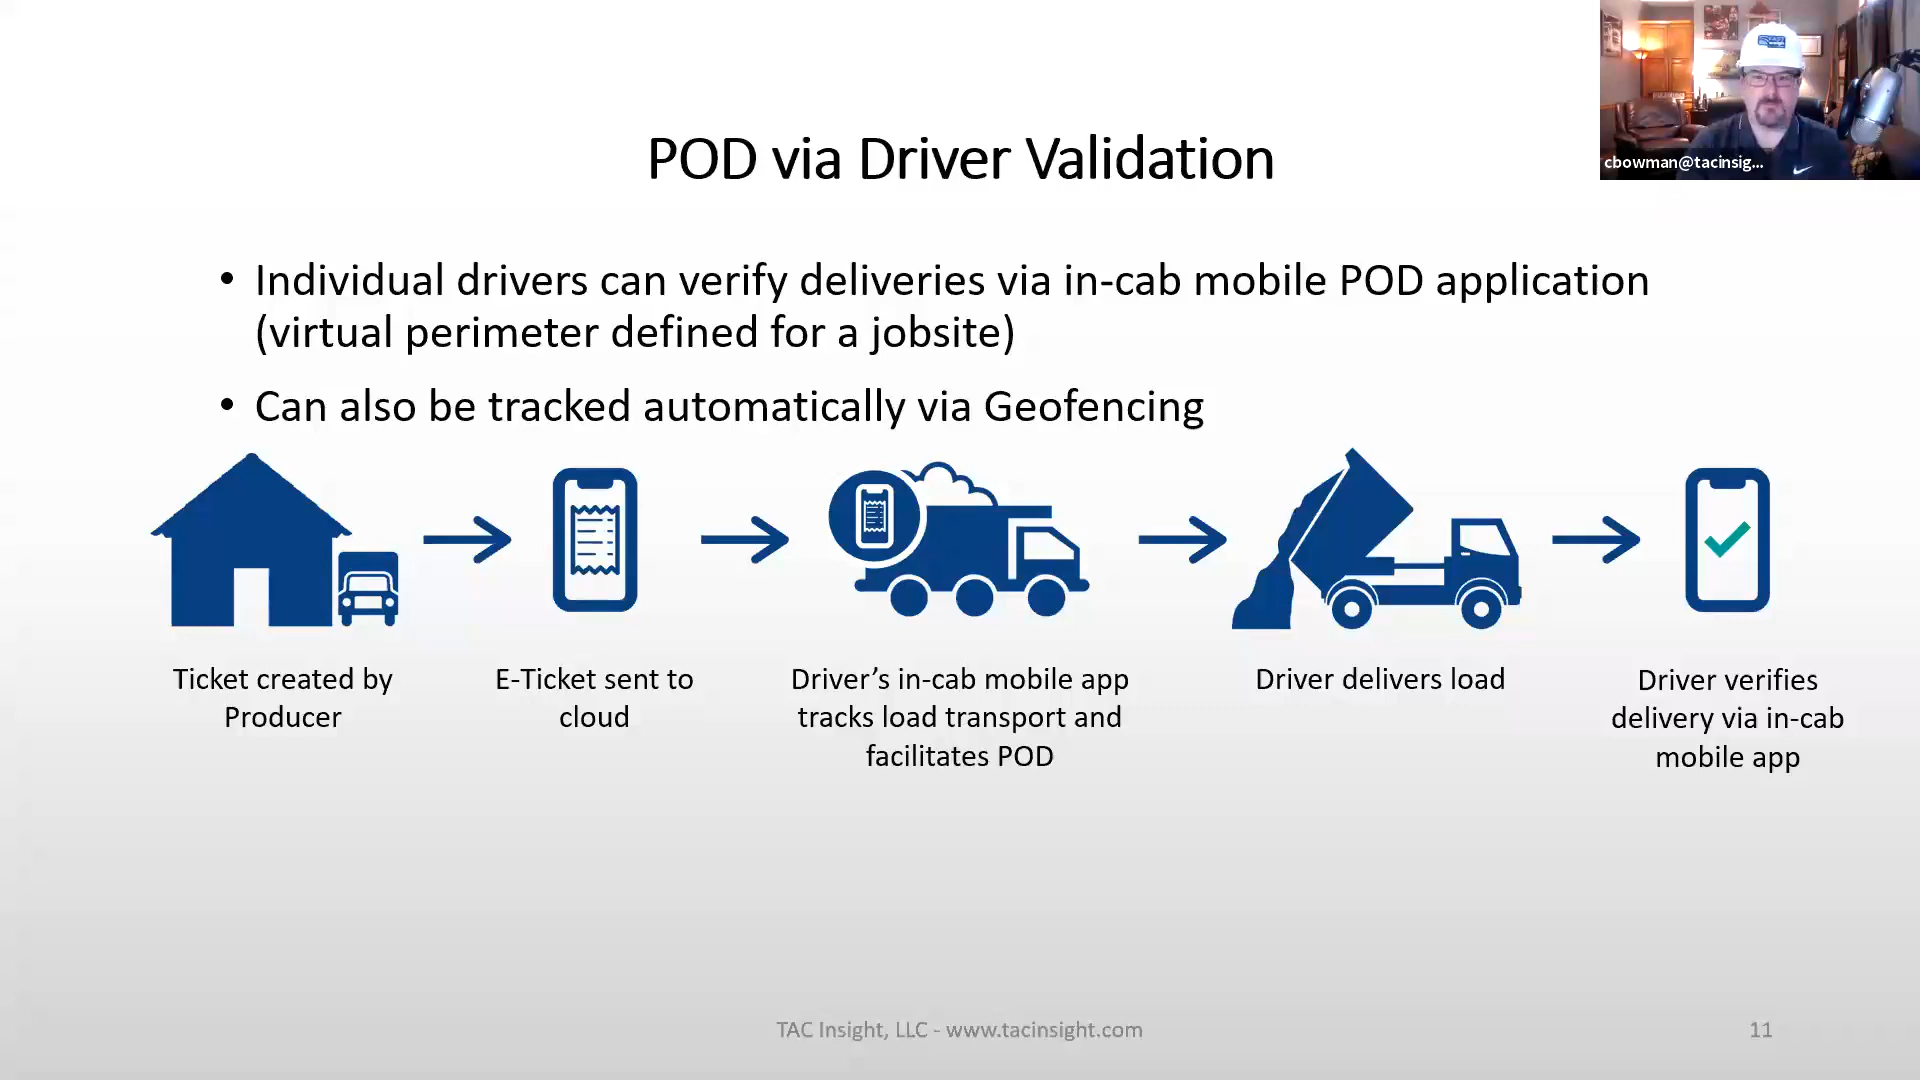 POD via Driver Validation
cbowman@tacinsig...
• Individual drivers can verify deliveries via in-cab mobile POD application
(virtual perimeter defined for a jobsite)
• Can also be tracked automatically via Geofencing
Ticket created by
Producer
E-Ticket sent to
cloud
Driver’s in-cab mobile app
tracks load transport and
facilitates POD
Driver delivers load
Driver verifies
delivery via in-cab
mobile app
TAC Insight, LLC - www.tacinsight.com
11